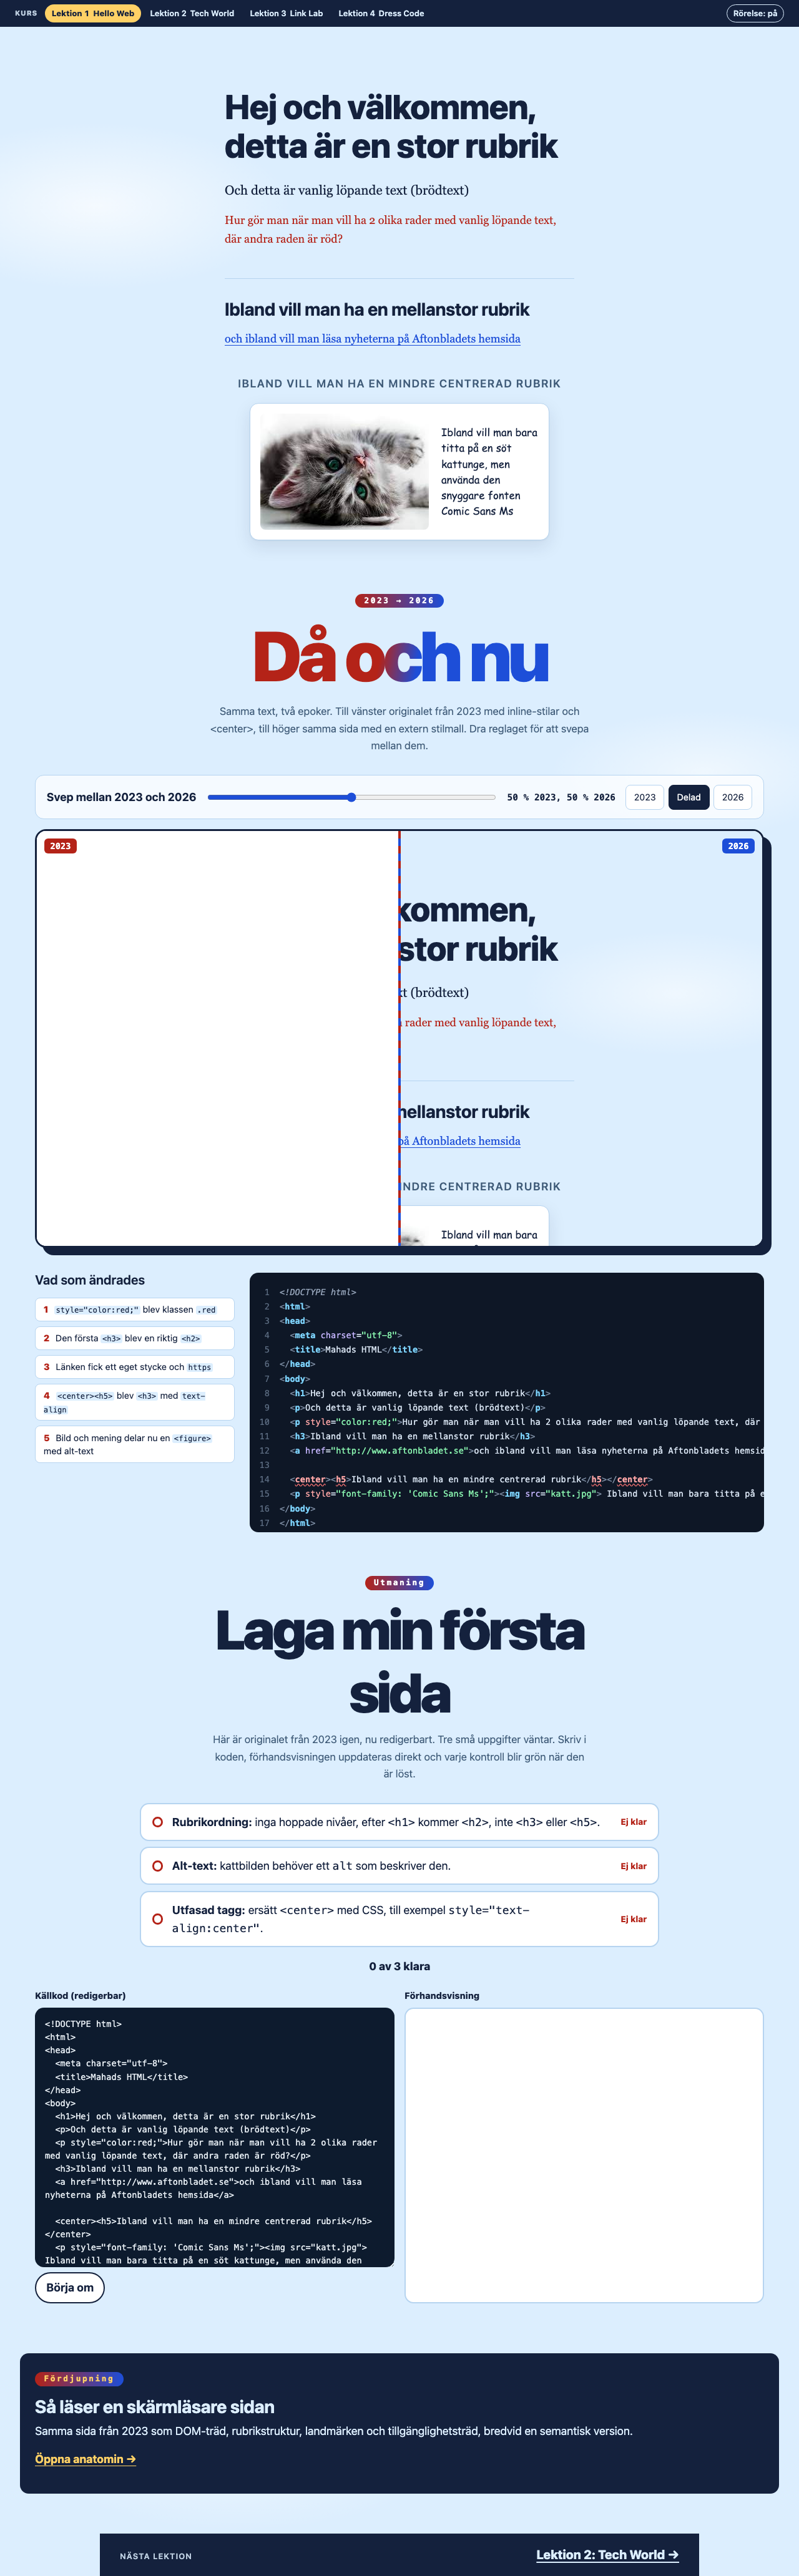 KURS Lektion 1 Hello Web Lektion 2 Tech World Lektion 3 Link Lab Lektion 4 Dress Code Rörelse: på
Hej och välkommen,
detta är en stor rubrik
Och detta är vanlig löpande text (brödtext)
Hur gör man när man vill ha 2 olika rader med vanlig löpande text,
där andra raden är röd?
Ibland vill man ha en mellanstor rubrik
och ibland vill man läsa nyheterna på Aftonbladets hemsida
IBLAND VILL MAN HA EN MINDRE CENTRERAD RUBRIK
Ibland vill man bara
titta på en söt
kattunge, men
använda den
snyggare fonten
Comic Sans Ms
2023 → 2026
Då och nu
Samma text, två epoker. Till vänster originalet från 2023 med inline-stilar och
<center>, till höger samma sida med en extern stilmall. Dra reglaget för att svepa
mellan dem.
Svep mellan 2023 och 2026 50 % 2023, 50 % 2026 2023 Delad 2026
2023 2026
kommen,
stor rubrik
t (brödtext)
rader med vanlig löpande text,
mellanstor rubrik
på Aftonbladets hemsida
INDRE CENTRERAD RUBRIK
Ibland vill man bara
Vad som ändrades
1 style="color:red;" blev klassen .red
2 Den första <h3> blev en riktig <h2>
3 Länken fick ett eget stycke och https
4 <center><h5> blev <h3> med text-
align
5 Bild och mening delar nu en <figure>
med alt-text
1 <!DOCTYPE html>
2 <html>
3 <head>
4 <meta charset="utf-8">
5 <title>Mahads HTML</title>
6 </head>
7 <body>
8 <h1>Hej och välkommen, detta är en stor rubrik</h1>
9 <p>Och detta är vanlig löpande text (brödtext)</p>
10 <p style="color:red;">Hur gör man när man vill ha 2 olika rader med vanlig löpande text, där
11 <h3>Ibland vill man ha en mellanstor rubrik</h3>
12 <a href="http://www.aftonbladet.se">och ibland vill man läsa nyheterna på Aftonbladets hemsid
13
14 <center><h5>Ibland vill man ha en mindre centrerad rubrik</h5></center>
15 <p style="font-family: 'Comic Sans Ms';"><img src="katt.jpg"> Ibland vill man bara titta på e
16 </body>
17 </html>
Utmaning
Laga min första
sida
Här är originalet från 2023 igen, nu redigerbart. Tre små uppgifter väntar. Skriv i
koden, förhandsvisningen uppdateras direkt och varje kontroll blir grön när den
är löst.
Rubrikordning: inga hoppade nivåer, efter <h1> kommer <h2>, inte <h3> eller <h5>. Ej klar
Alt-text: kattbilden behöver ett alt som beskriver den. Ej klar
Utfasad tagg: ersätt <center> med CSS, till exempel style="text-
align:center". Ej klar
0 av 3 klara
Källkod (redigerbar) Förhandsvisning
<!DOCTYPE html>
<html>
<head>
<meta charset="utf-8">
<title>Mahads HTML</title>
</head>
<body>
<h1>Hej och välkommen, detta är en stor rubrik</h1>
<p>Och detta är vanlig löpande text (brödtext)</p>
<p style="color:red;">Hur gör man när man vill ha 2 olika rader
med vanlig löpande text, där andra raden är röd?</p>
<h3>Ibland vill man ha en mellanstor rubrik</h3>
<a href="http://www.aftonbladet.se">och ibland vill man läsa
nyheterna på Aftonbladets hemsida</a>
<center><h5>Ibland vill man ha en mindre centrerad rubrik</h5>
</center>
<p style="font-family: 'Comic Sans Ms';"><img src="katt.jpg">
Ibland vill man bara titta på en söt kattunge, men använda den
Börja om
Fördjupning
Så läser en skärmläsare sidan
Samma sida från 2023 som DOM-träd, rubrikstruktur, landmärken och tillgänglighetsträd, bredvid en semantisk version.
Öppna anatomin →
NÄSTA LEKTION Lektion 2: Tech World →